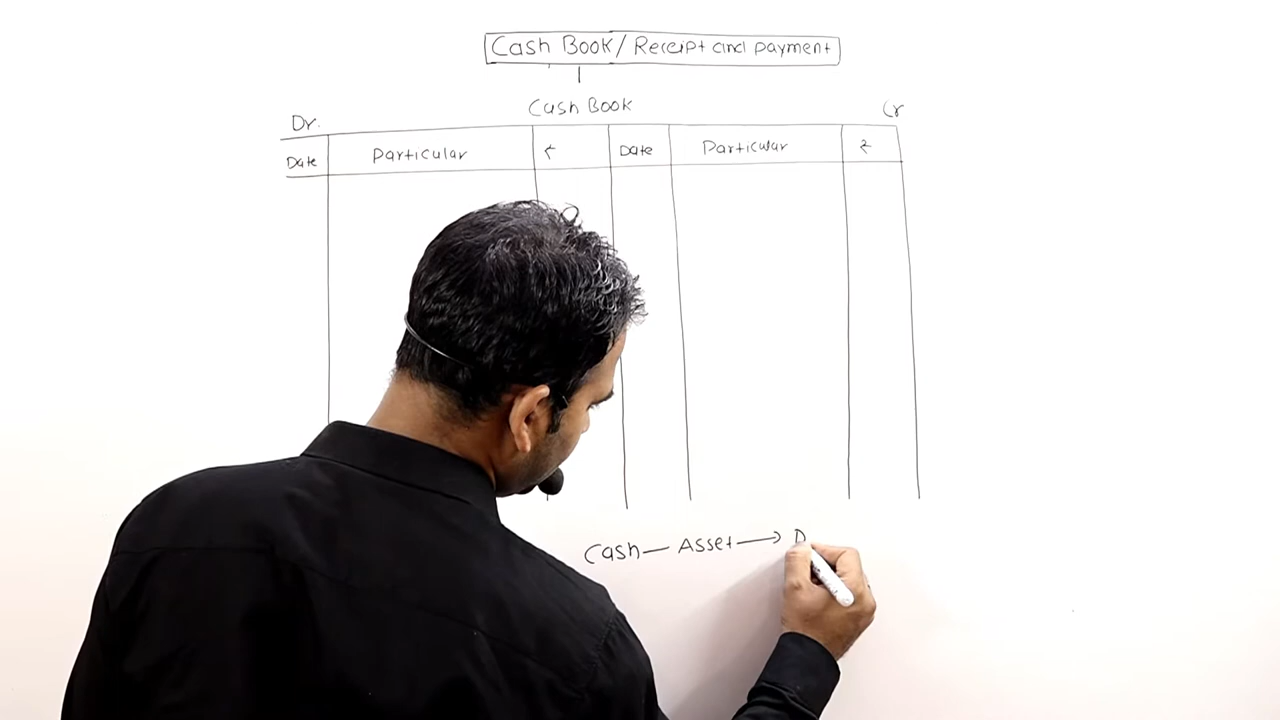 Cash Book/Receipt and payment
Cash Book
Dr. Cr
Date Particular ₹ Date Particular ₹
Cash — Asset → D